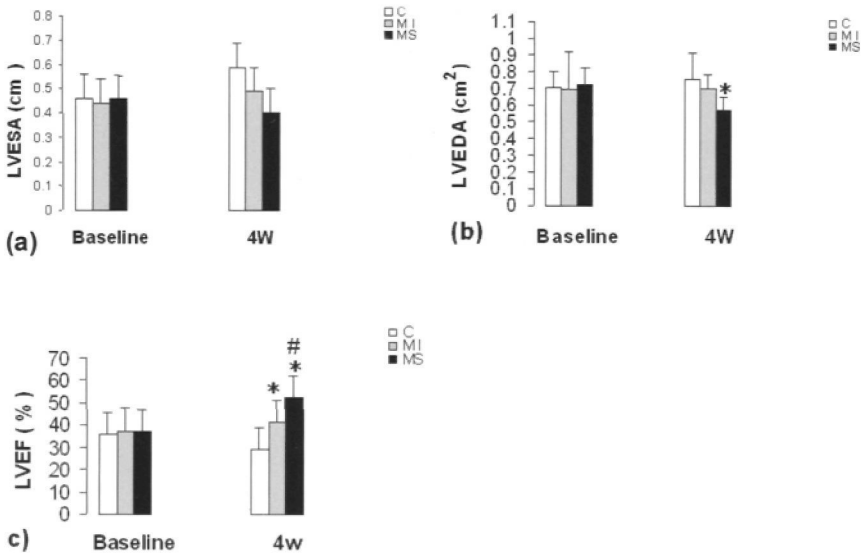 C
MI
MS
0.8
0.7
0.6
0.5
0.4
0.3
0.2
0.1
0
LVESA (cm )
Baseline 4W
(a)
C
MI
MS
1.1
1
0.9
0.8
0.7
0.6
0.5
0.4
0.3
0.2
0.1
0
LVEDA (cm²)
*
Baseline 4W
(b)
C
MI
MS
70
60
50
40
30
20
10
0
LVEF ( % )
#
* *
Baseline 4w
c)